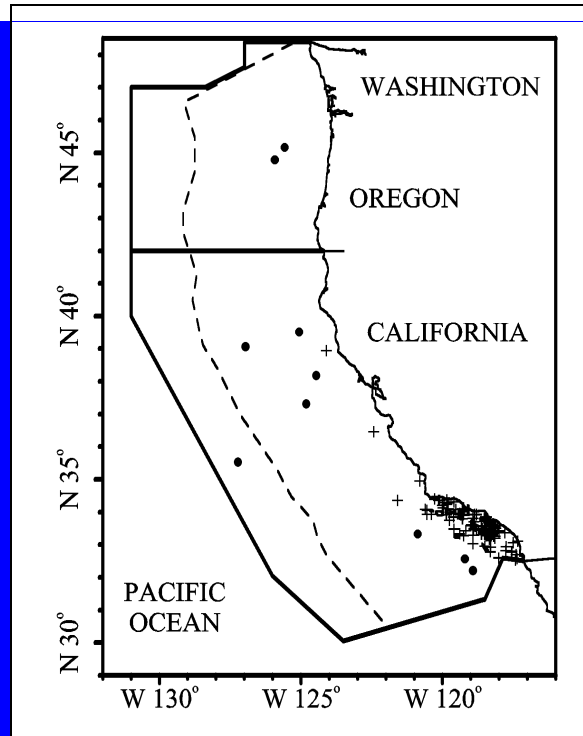 WASHINGTON
N 45°
OREGON
N 40°
CALIFORNIA
N 35°
PACIFIC
OCEAN
N 30°
W 130° W 125° W 120°